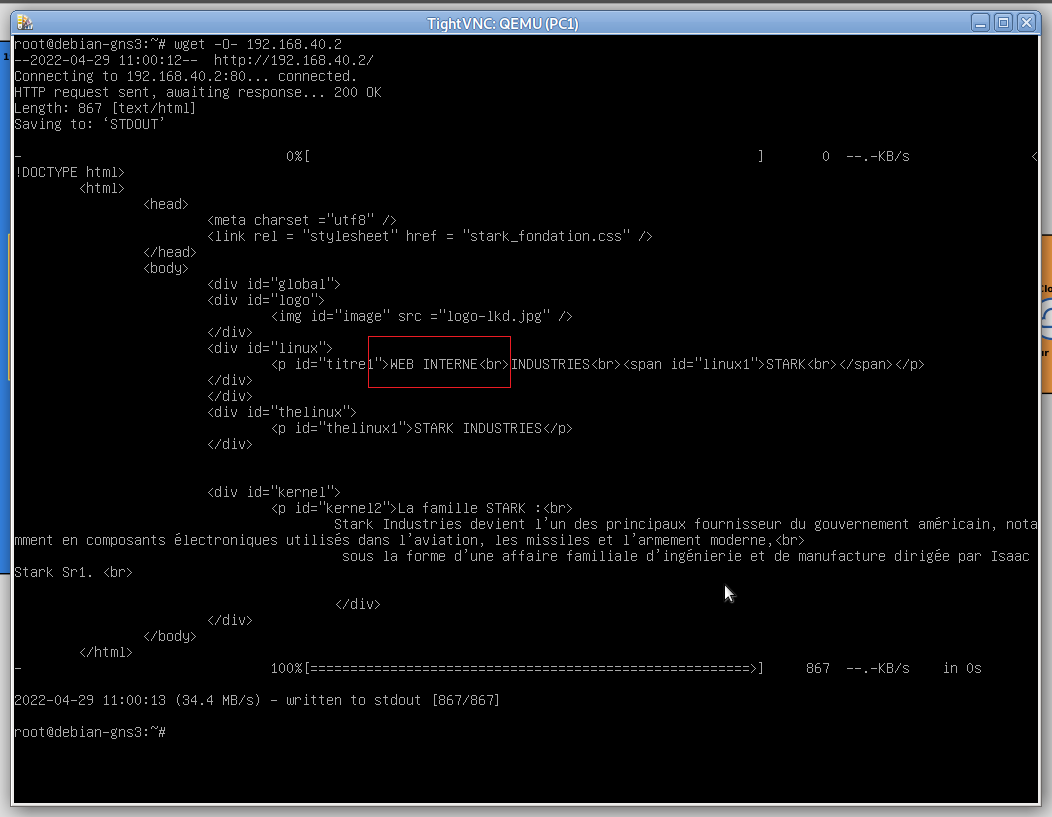 TightVNC: QEMU (PC1)
root@debian-gns3:~# wget -O- 192.168.40.2
--2022-04-29 11:00:12--  http://192.168.40.2/
Connecting to 192.168.40.2:80... connected.
HTTP request sent, awaiting response... 200 OK
Length: 867 [text/html]
Saving to: ‘STDOUT’
-                                  0%[                                                        ]       0  --.-KB/s               <
!DOCTYPE html>
        <html>
                <head>
                        <meta charset ="utf8" />
                        <link rel = "stylesheet" href = "stark_fondation.css" />
                </head>
                <body>
                        <div id="global">
                        <div id="logo">
                                <img id="image" src ="logo-lkd.jpg" />
                        </div>
                        <div id="linux">
                                <p id="titre1">WEB INTERNE<br>INDUSTRIES<br><span id="linux1">STARK<br></span></p>
                        </div>
                        </div>
                        <div id="thelinux">
                                <p id="thelinux1">STARK INDUSTRIES</p>
                        </div>
                        <div id="kernel">
                                <p id="kernel2">La famille STARK :<br>
                                        Stark Industries devient l’un des principaux fournisseur du gouvernement américain, nota
mment en composants électroniques utilisés dans l’aviation, les missiles et l’armement moderne,<br>
                                         sous la forme d’une affaire familiale d’ingénierie et de manufacture dirigée par Isaac
Stark Sr1. <br>
                                        </div>
                        </div>
                </body>
        </html>
-                                100%[=======================================================>]     867  --.-KB/s    in 0s
2022-04-29 11:00:13 (34.4 MB/s) - written to stdout [867/867]
root@debian-gns3:~#